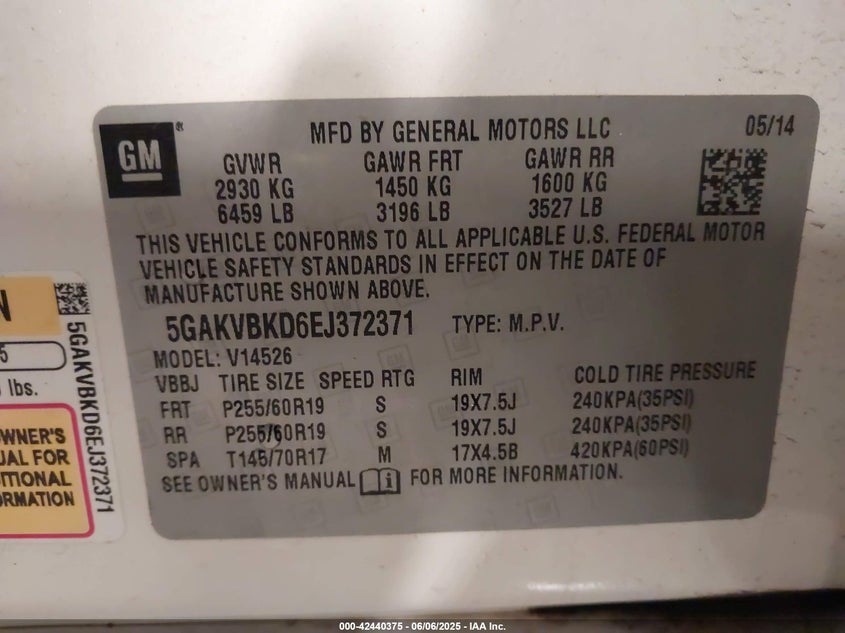 GM®
MFD BY GENERAL MOTORS LLC 05/14
GVWR GAWR FRT GAWR RR
2930 KG 1450 KG 1600 KG
6459 LB 3196 LB 3527 LB
THIS VEHICLE CONFORMS TO ALL APPLICABLE U.S. FEDERAL MOTOR
VEHICLE SAFETY STANDARDS IN EFFECT ON THE DATE OF
MANUFACTURE SHOWN ABOVE.
5GAKVBKD6EJ372371 TYPE: M.P.V.
MODEL: V14526
VBBJ TIRE SIZE SPEED RTG RIM COLD TIRE PRESSURE
FRT P255/60R19 S 19X7.5J 240KPA(35PSI)
RR P255/60R19 S 19X7.5J 240KPA(35PSI)
SPA T145/70R17 M 17X4.5B 420KPA(60PSI)
SEE OWNER'S MANUAL FOR MORE INFORMATION.
N
5
lbs.
OWNER'S
UAL FOR
ITIONAL
ORMATION
5GAKVBKD6EJ372371
000-42440375 - 06/06/2025 - IAA Inc.